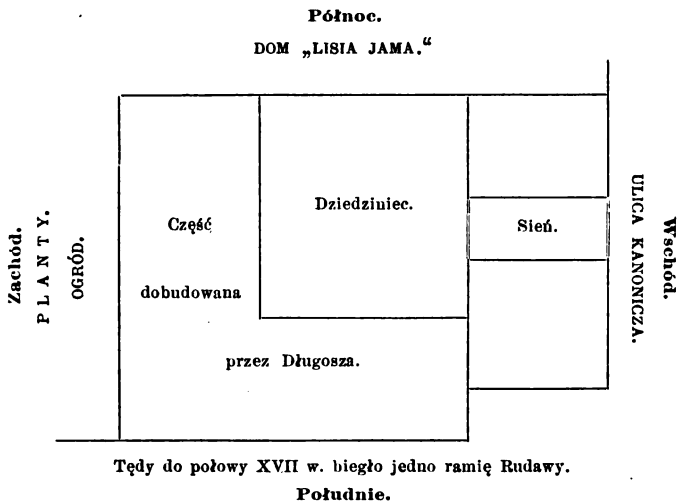 Północ.
DOM „LISIA JAMA.“
Zachód.
PLANTY.
OGRÓD.
Część
dobudowana
przez Długosza.
Dziedziniec.
Sień.
ULICA KANONICZA.
Wschód.
Tędy do połowy XVII w. biegło jedno ramię Rudawy.
Południe.